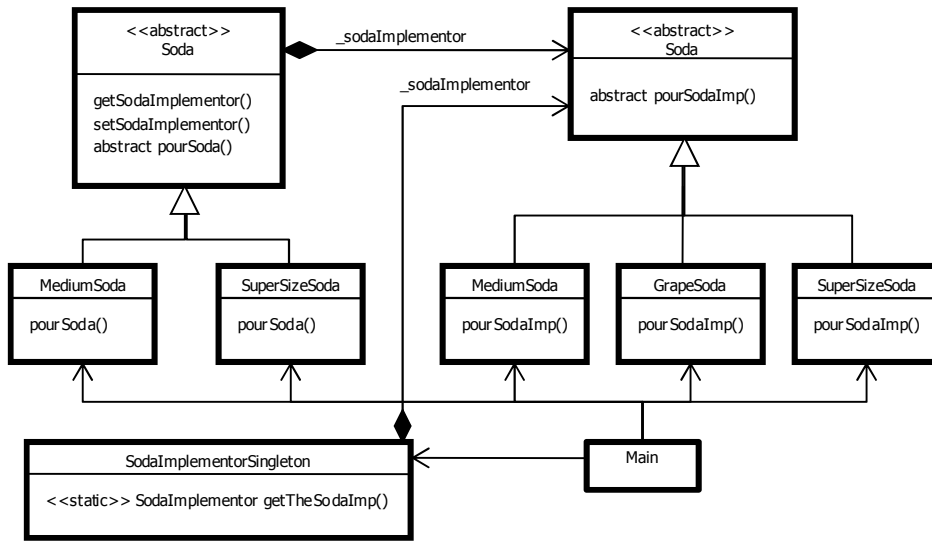 <<abstract>>
Soda
getSodaImplementor()
setSodaImplementor()
abstract pourSoda()
_sodaImplementor
_sodaImplementor
<<abstract>>
Soda
abstract pourSodaImp()
MediumSoda
pourSoda()
SuperSizeSoda
pourSoda()
MediumSoda
pourSodaImp()
GrapeSoda
pourSodaImp()
SuperSizeSoda
pourSodaImp()
SodaImplementorSingleton
<<static>> SodaImplementor getTheSodaImp()
Main